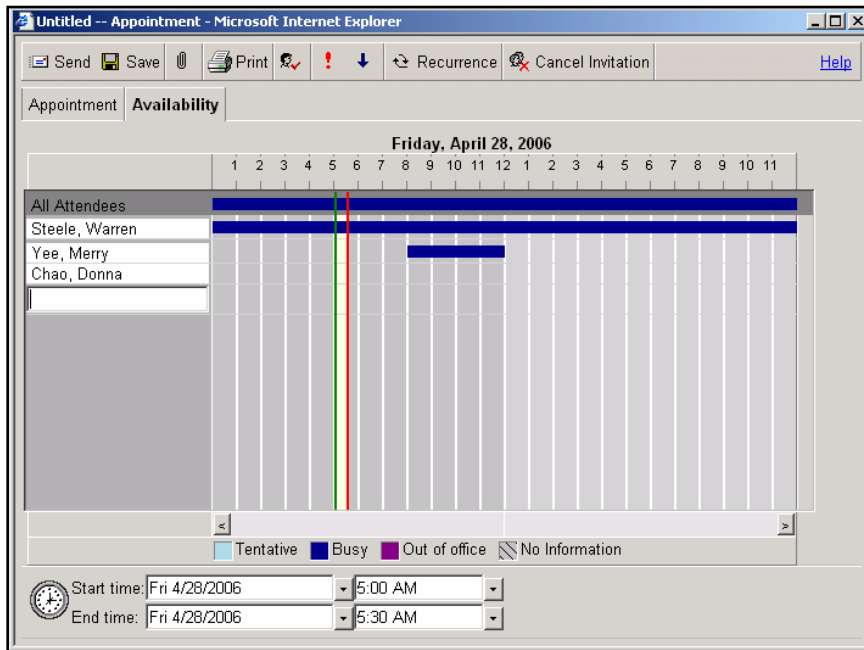 Untitled -- Appointment - Microsoft Internet Explorer
Send Save Print ! Recurrence Cancel Invitation Help
Appointment Availability
Friday, April 28, 2006
1 2 3 4 5 6 7 8 9 10 11 12 1 2 3 4 5 6 7 8 9 10 11
All Attendees
Steele, Warren
Yee, Merry
Chao, Donna
Tentative Busy Out of office No Information
Start time: Fri 4/28/2006 5:00 AM
End time: Fri 4/28/2006 5:30 AM